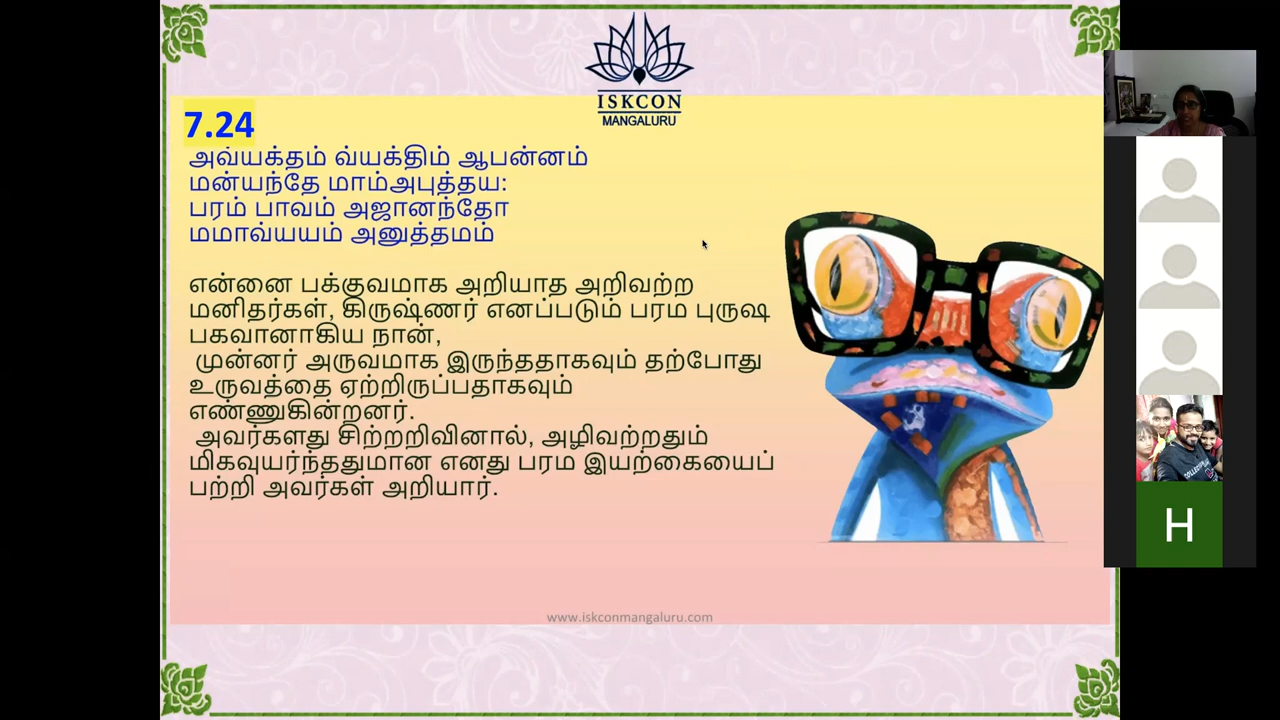 ISKCON
MANGALURU
7.24
அவ்யக்தம் வ்யக்திம் ஆபன்னம்
மன்யந்தே மாம்அபுத்தய:
பரம் பாவம் அஜானந்தோ
மமாவ்யயம் அனுத்தமம்
என்னை பக்குவமாக அறியாத அறிவற்ற
மனிதர்கள், கிருஷ்ணர் எனப்படும் பரம புருஷ
பகவானாகிய நான்,
முன்னர் அருவமாக இருந்ததாகவும் தற்போது
உருவத்தை ஏற்றிருப்பதாகவும்
எண்ணுகின்றனர்.
அவர்களது சிற்றறிவினால், அழிவற்றதும்
மிகவுயர்ந்ததுமான எனது பரம இயற்கையைப்
பற்றி அவர்கள் அறியார்.
www.iskconmangaluru.com
H